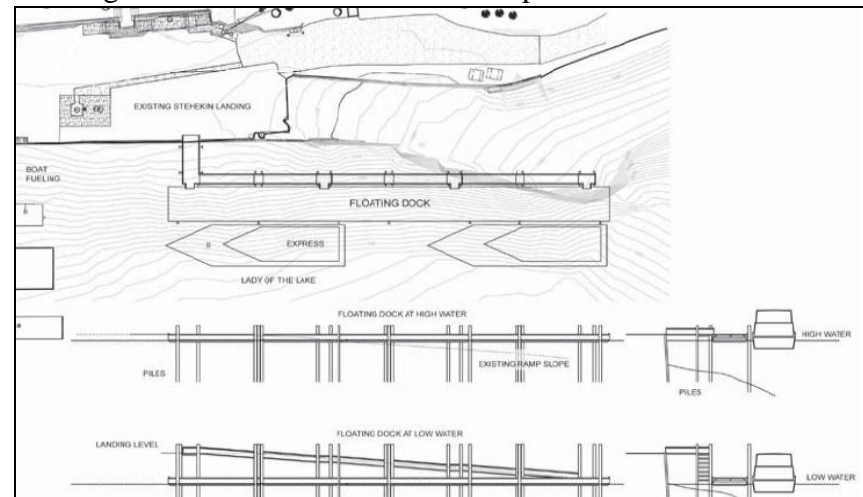 EXISTING STEHEKIN LANDING
BOAT
FUELING
FLOATING DOCK
B
EXPRESS
LADY OF THE LAKE
FLOATING DOCK AT HIGH WATER
HIGH WATER
EXISTING RAMP SLOPE
PILES
PILES
FLOATING DOCK AT LOW WATER
LANDING LEVEL
LOW WATER